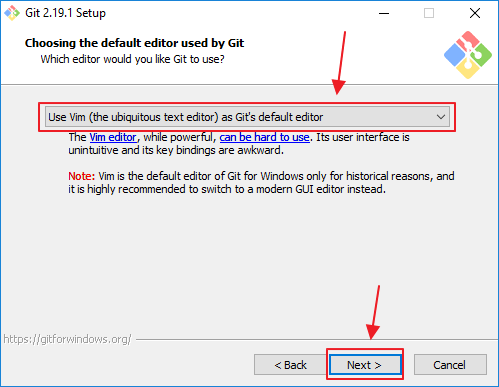 Git 2.19.1 Setup
Choosing the default editor used by Git
Which editor would you like Git to use?
Use Vim (the ubiquitous text editor) as Git's default editor
The Vim editor, while powerful, can be hard to use. Its user interface is
unintuitive and its key bindings are awkward.
Note: Vim is the default editor of Git for Windows only for historical reasons, and
it is highly recommended to switch to a modern GUI editor instead.
https://gitforwindows.org/
< Back
Next >
Cancel